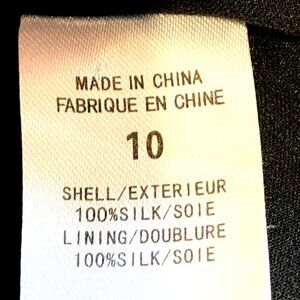 MADE IN CHINA
FABRIQUE EN CHINE
10
SHELL/EXTERIEUR
100%SILK/SOIE
LINING/DOUBLURE
100%SILK/SOIE